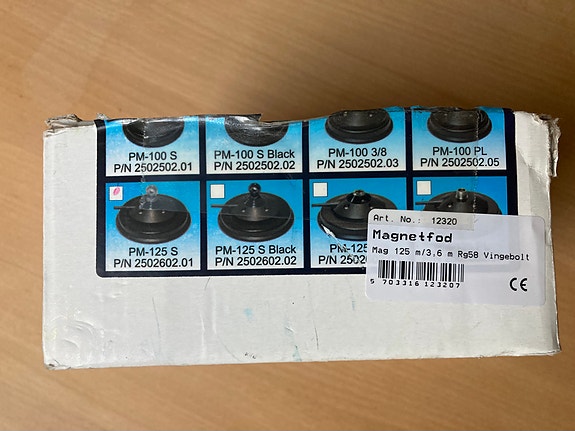 PM-100 S
P/N 2502502.01
PM-100 S Black
P/N 2502502.02
PM-100 3/8
P/N 2502502.03
PM-100 PL
P/N 2502502.05
PM-125 S
P/N 2502602.01
PM-125 S Black
P/N 2502602.02
PM-125
P/N
Art. No.: 12320
Magnetfod
Mag 125 m/3,6 m Rg58 Vingebolt
5 703316 123207
CE